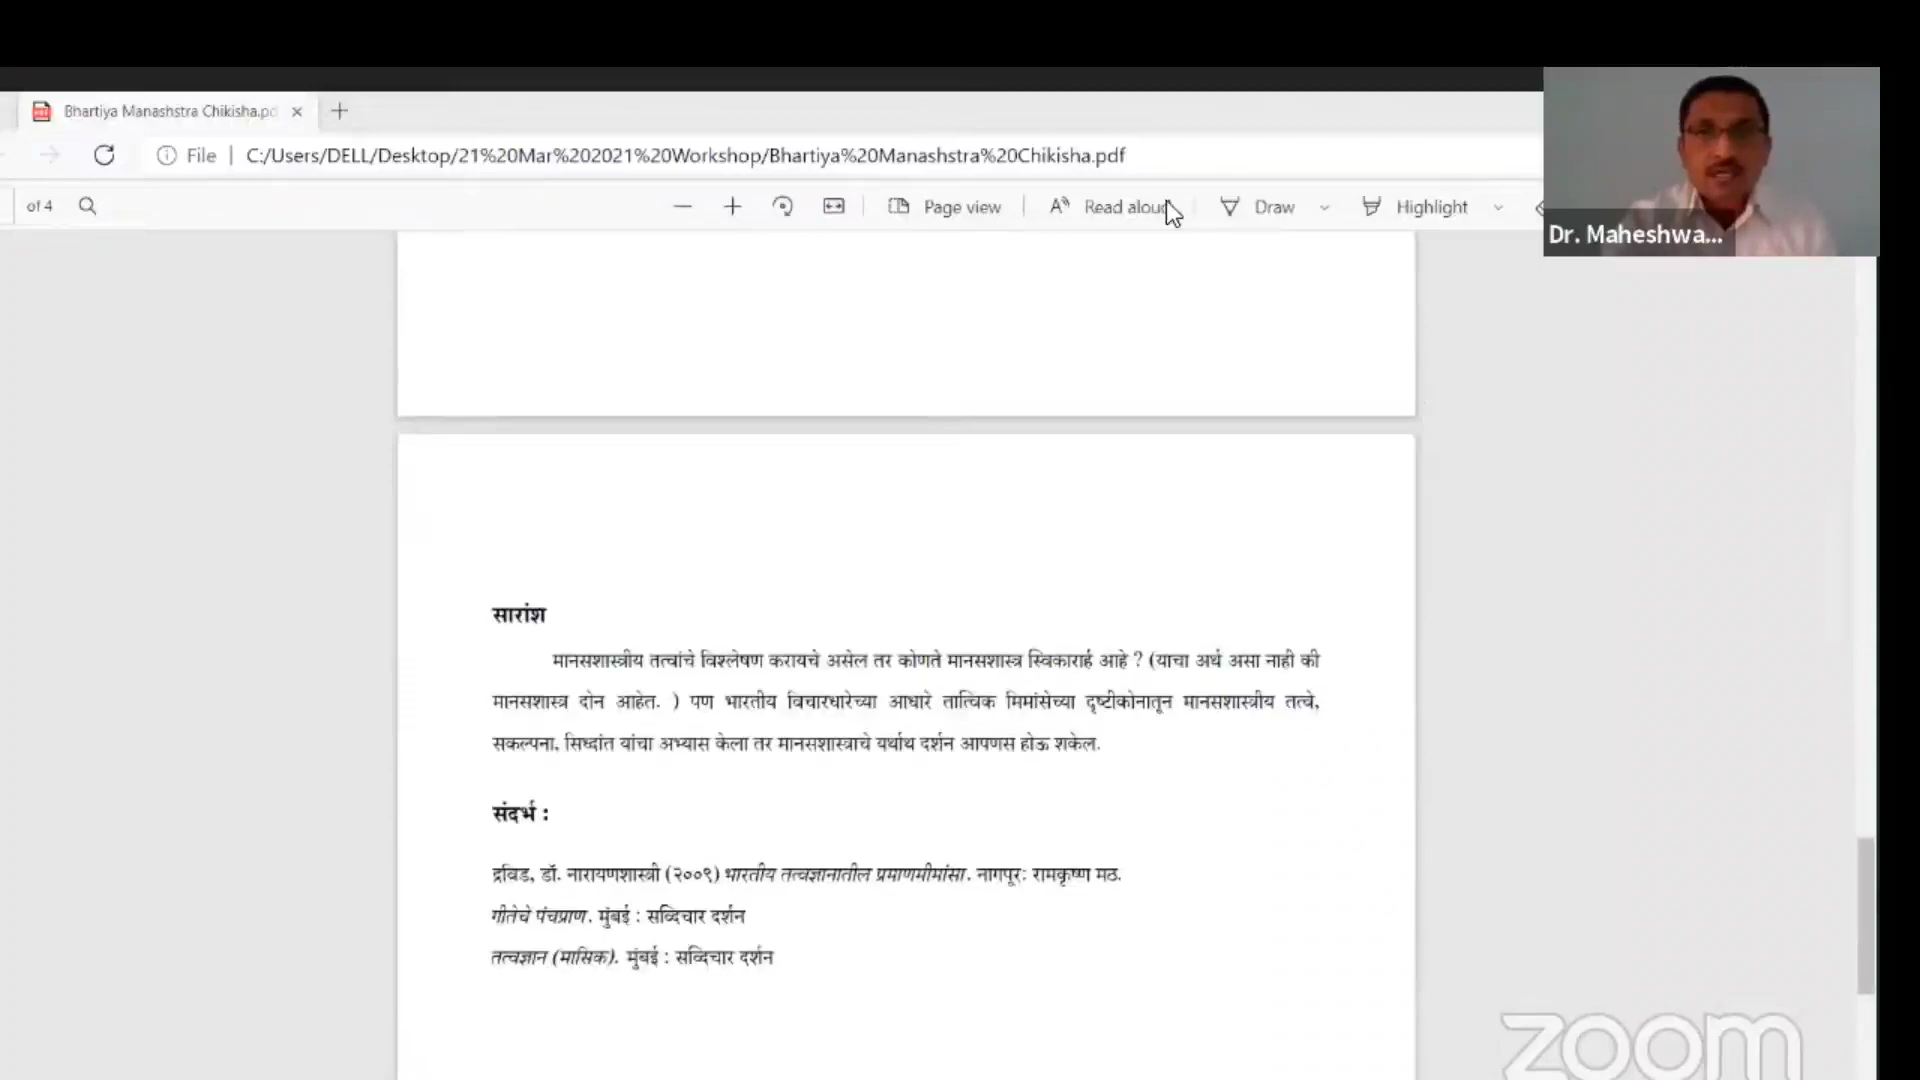 Bhartiya Manashstra Chikisha.pd
File
C:/Users/DELL/Desktop/21%20Mar%202021%20Workshop/Bhartiya%20Manashstra%20Chikisha.pdf
of 4
Page view
Read aloud
Draw
Highlight
Dr. Maheshwa...
सारांश
मानसशास्त्रीय तत्वांचे विश्लेषण करायचे असेल तर कोणते मानसशास्त्र स्विकारार्ह आहे ? (याचा अर्थ असा नाही की
मानसशास्त्र दोन आहेत. ) पण भारतीय विचारधारेच्या आधारे तात्विक मिमांसेच्या दृष्टीकोनातून मानसशास्त्रीय तत्वे,
सकल्पना, सिध्दांत यांचा अभ्यास केला तर मानसशास्त्राचे यर्थाथ दर्शन आपणस होऊ शकेल.
संदर्भ :
द्रविड, डॉ. नारायणशास्त्री (२००९) भारतीय तत्वज्ञानातील प्रमाणमीमांसा. नागपूर: रामकृष्ण मठ.
गीतेचे पंचप्राण. मुंबई : सव्दिचार दर्शन
तत्वज्ञान (मासिक). मुंबई : सव्दिचार दर्शन
zoom